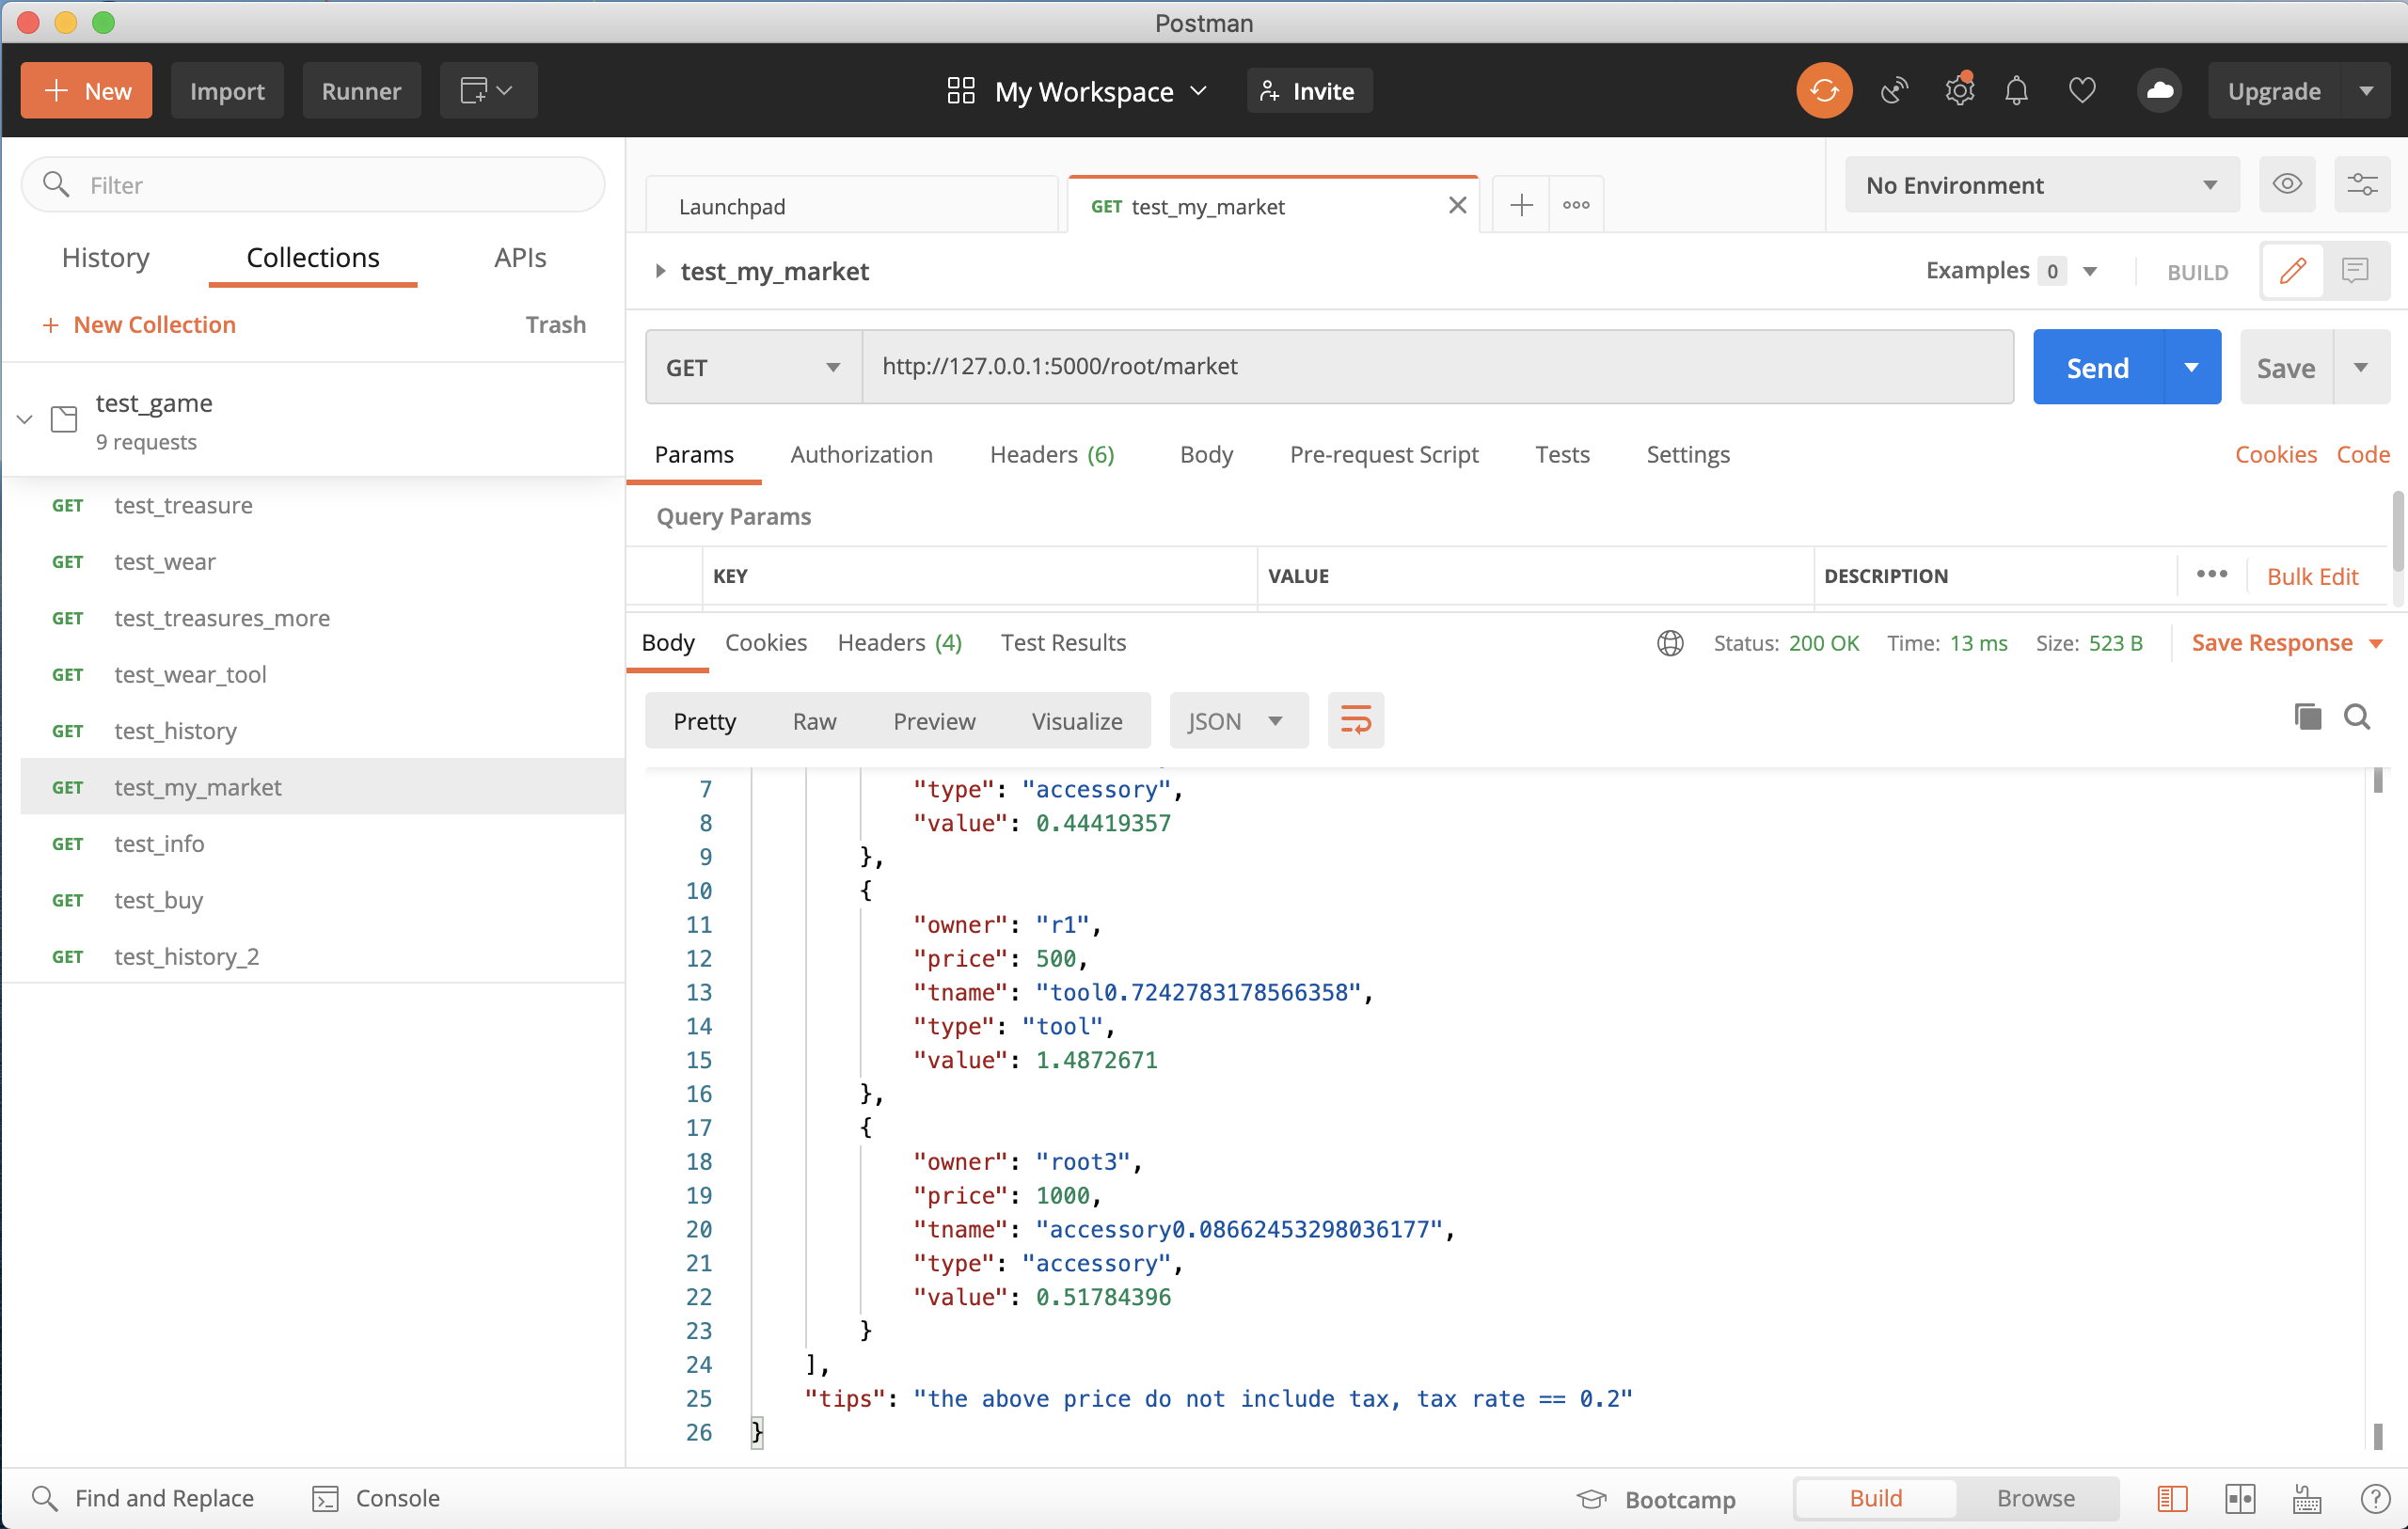 Postman
New Import Runner My Workspace Invite Upgrade
Filter
History Collections APIs
+ New Collection Trash
test_game
9 requests
GET test_treasure
GET test_wear
GET test_treasures_more
GET test_wear_tool
GET test_history
GET test_my_market
GET test_info
GET test_buy
GET test_history_2
Launchpad GET test_my_market No Environment
test_my_market Examples 0 BUILD
GET http://127.0.0.1:5000/root/market Send Save
Params Authorization Headers (6) Body Pre-request Script Tests Settings Cookies Code
Query Params
KEY VALUE DESCRIPTION Bulk Edit
Body Cookies Headers (4) Test Results Status: 200 OK Time: 13 ms Size: 523 B Save Response
Pretty Raw Preview Visualize JSON
7 "type": "accessory",
8 "value": 0.44419357
9 },
10 {
11 "owner": "r1",
12 "price": 500,
13 "tname": "tool0.7242783178566358",
14 "type": "tool",
15 "value": 1.4872671
16 },
17 {
18 "owner": "root3",
19 "price": 1000,
20 "tname": "accessory0.08662453298036177",
21 "type": "accessory",
22 "value": 0.51784396
23 }
24 ],
25 "tips": "the above price do not include tax, tax rate == 0.2"
26 }
Find and Replace Console Bootcamp Build Browse